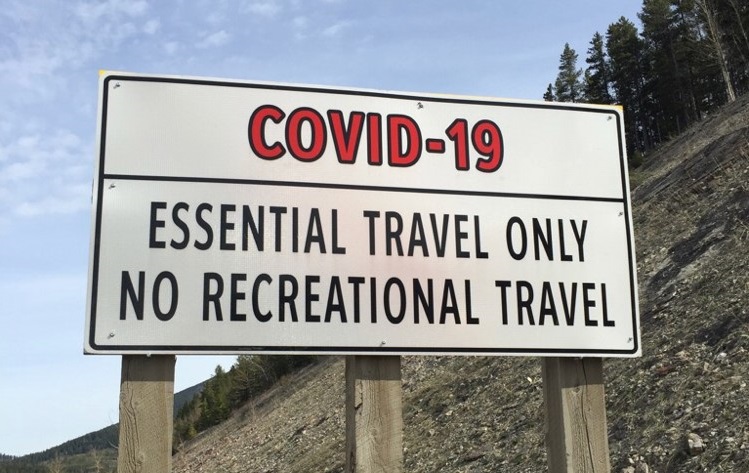 COVID-19
ESSENTIAL TRAVEL ONLY
NO RECREATIONAL TRAVEL